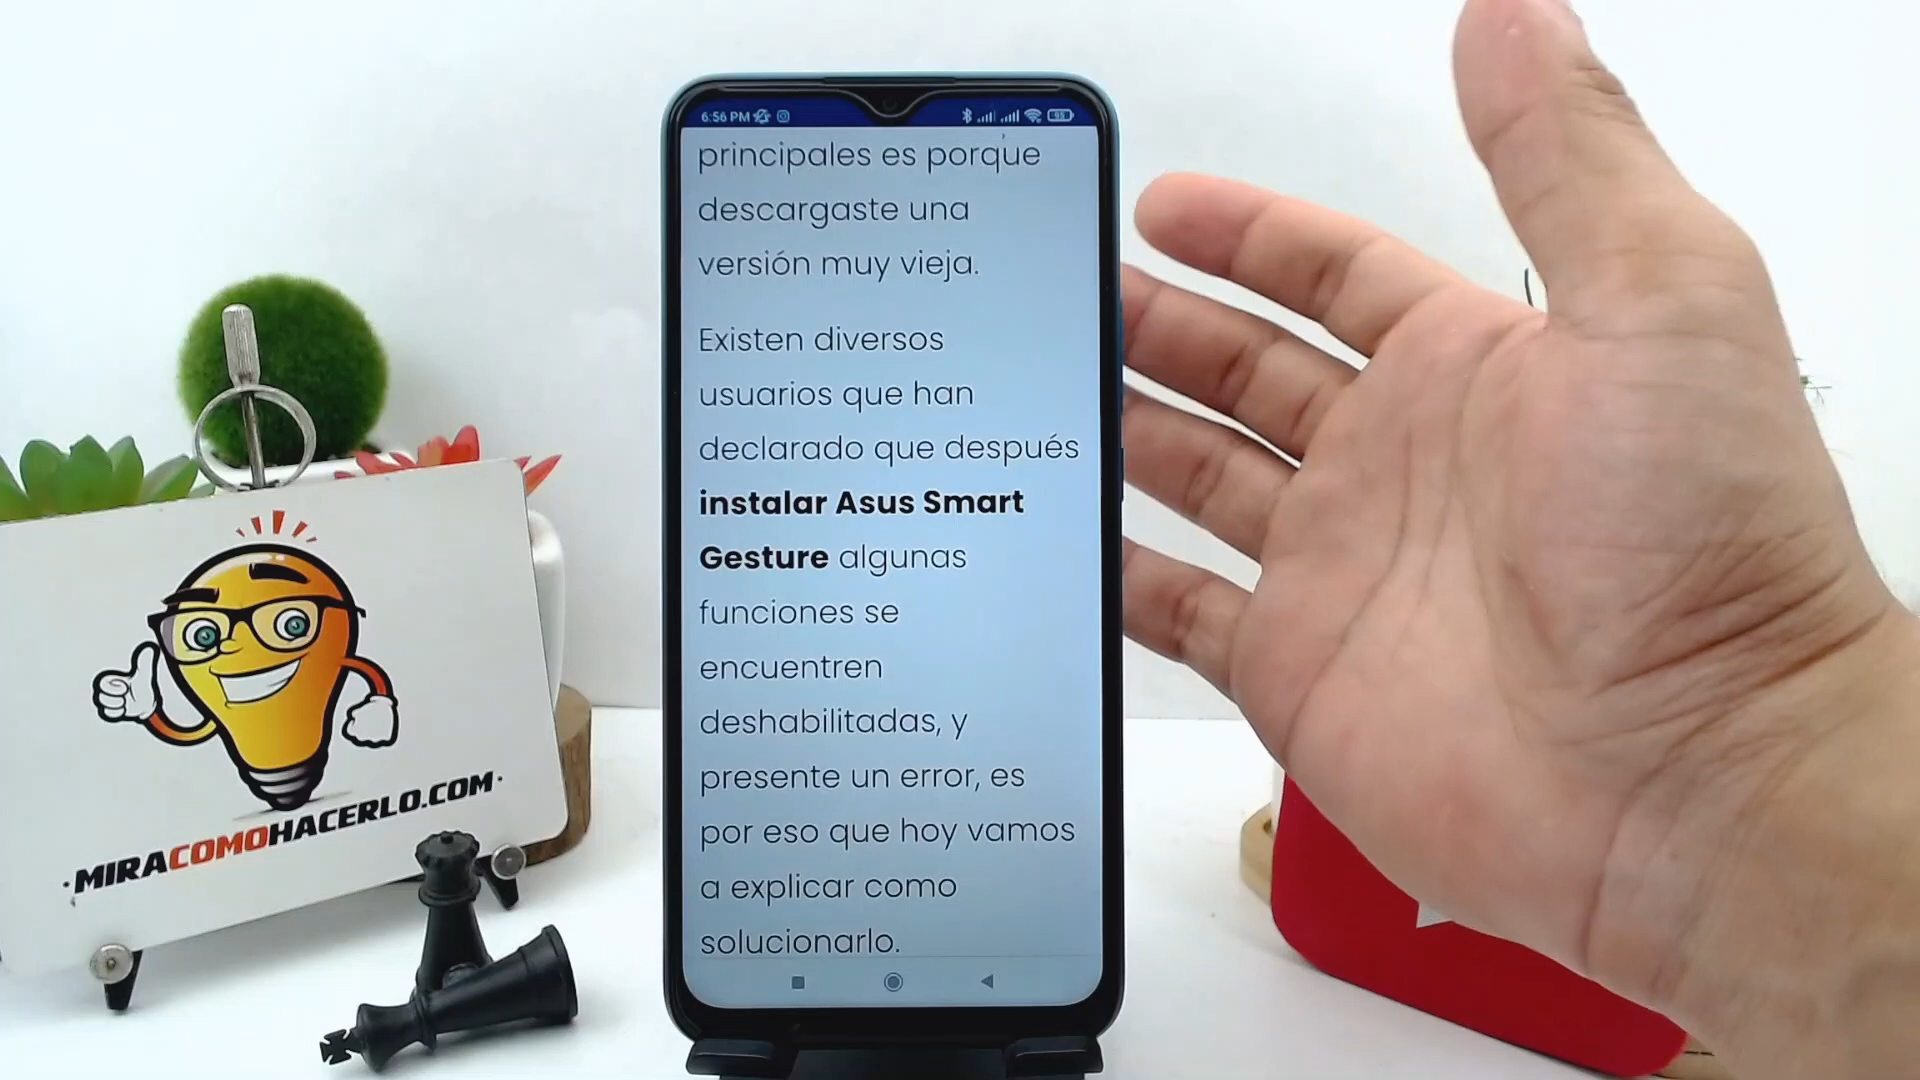 6:56 PM
95
principales es porque
descargaste una
versión muy vieja.
Existen diversos
usuarios que han
declarado que después
instalar Asus Smart
Gesture algunas
funciones se
encuentren
deshabilitadas, y
presente un error, es
por eso que hoy vamos
a explicar como
solucionarlo.
·MIRACOMOHACERLO.COM·